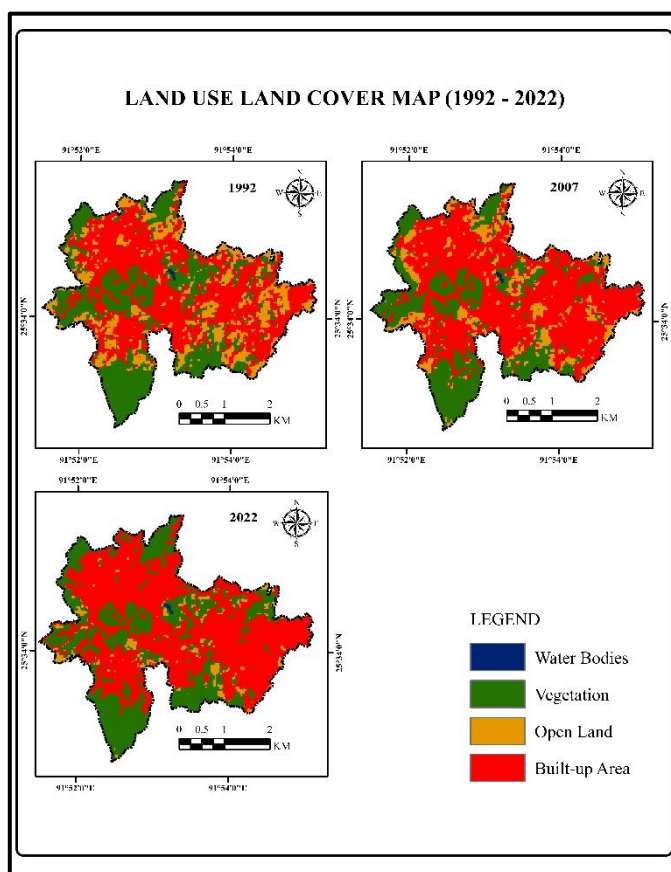 LAND USE LAND COVER MAP (1992 - 2022)
91°52'0"E 91°54'0"E
1992
N
W E
S
25°34'0"N
25°34'0"N
0 0.5 1 2
KM
91°52'0"E 91°54'0"E
91°52'0"E 91°54'0"E
2007
N
W E
S
25°34'0"N
25°34'0"N
0 0.5 1 2
KM
91°52'0"E 91°54'0"E
91°52'0"E 91°54'0"E
2022
N
W E
S
25°34'0"N
25°34'0"N
0 0.5 1 2
KM
91°52'0"E 91°54'0"E
LEGEND
Water Bodies
Vegetation
Open Land
Built-up Area